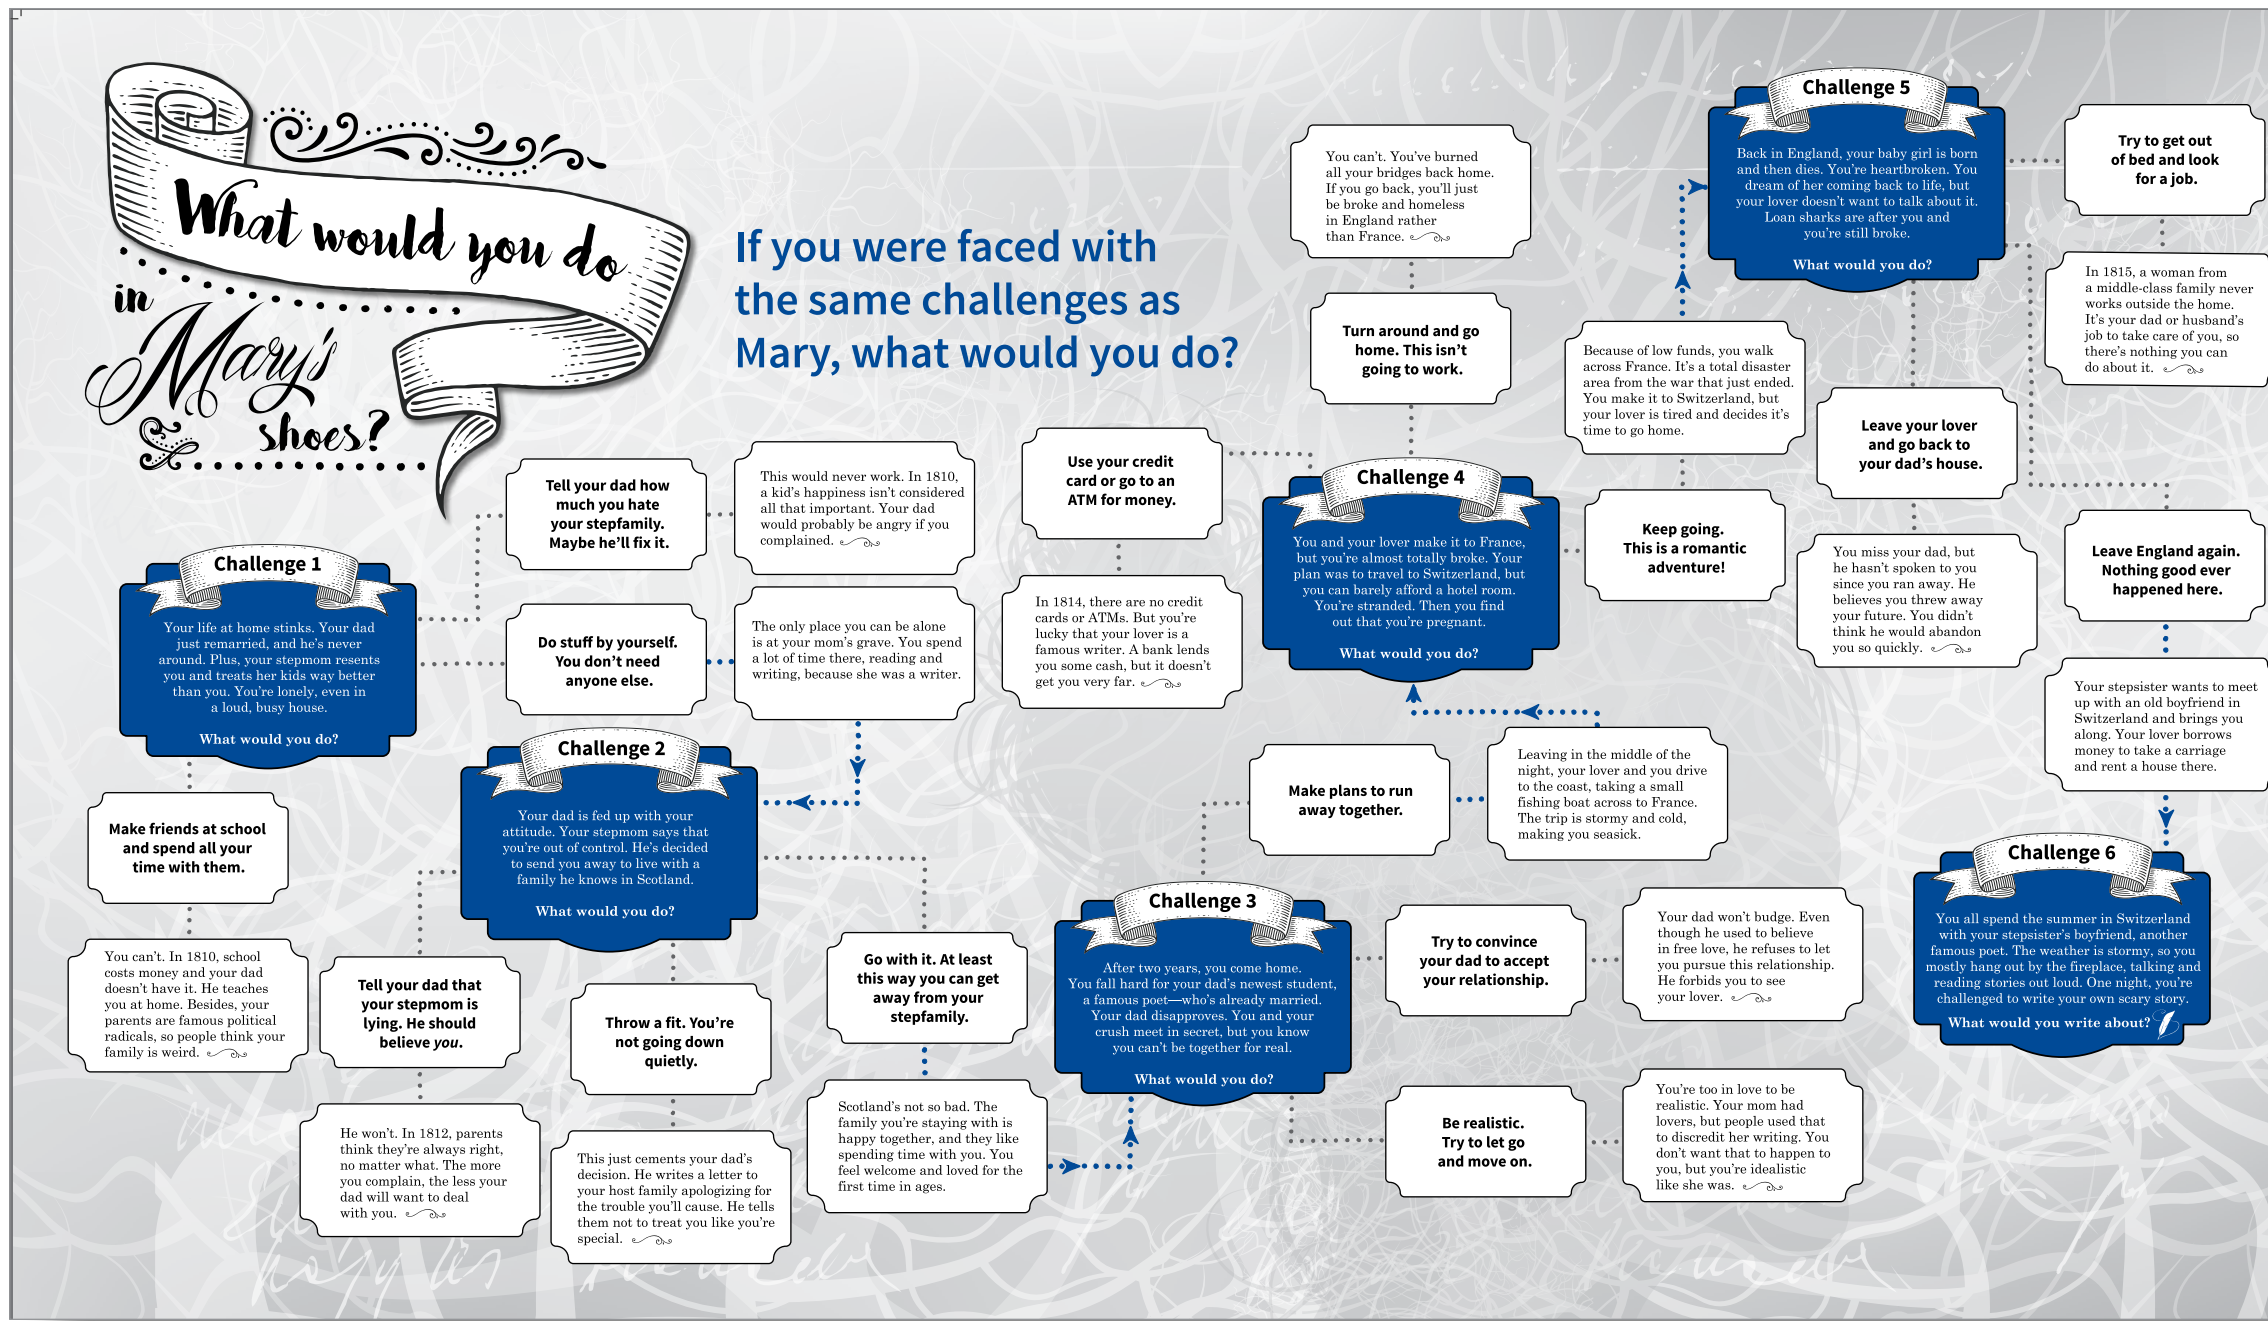 What would you do
in
Mary's
shoes?
If you were faced with
the same challenges as
Mary, what would you do?
Challenge 1
Your life at home stinks. Your dad
just remarried, and he's never
around. Plus, your stepmom resents
you and treats her kids way better
than you. You're lonely, even in
a loud, busy house.
What would you do?
Tell your dad how
much you hate
your stepfamily.
Maybe he'll fix it.
This would never work. In 1810,
a kid's happiness isn't considered
all that important. Your dad
would probably be angry if you
complained.
Do stuff by yourself.
You don't need
anyone else.
The only place you can be alone
is at your mom's grave. You spend
a lot of time there, reading and
writing, because she was a writer.
Make friends at school
and spend all your
time with them.
You can't. In 1810, school
costs money and your dad
doesn't have it. He teaches
you at home. Besides, your
parents are famous political
radicals, so people think your
family is weird.
Challenge 2
Your dad is fed up with your
attitude. Your stepmom says that
you're out of control. He's decided
to send you away to live with a
family he knows in Scotland.
What would you do?
Tell your dad that
your stepmom is
lying. He should
believe you.
He won't. In 1812, parents
think they're always right,
no matter what. The more
you complain, the less your
dad will want to deal
with you.
Throw a fit. You're
not going down
quietly.
This just cements your dad's
decision. He writes a letter to
your host family apologizing for
the trouble you'll cause. He tells
them not to treat you like you're
special.
Go with it. At least
this way you can get
away from your
stepfamily.
Scotland's not so bad. The
family you're staying with is
happy together, and they like
spending time with you. You
feel welcome and loved for the
first time in ages.
Challenge 3
After two years, you come home.
You fall hard for your dad's newest student,
a famous poet—who's already married.
Your dad disapproves. You and your
crush meet in secret, but you know
you can't be together for real.
What would you do?
Make plans to run
away together.
Leaving in the middle of the
night, your lover and you drive
to the coast, taking a small
fishing boat across to France.
The trip is stormy and cold,
making you seasick.
Try to convince
your dad to accept
your relationship.
Your dad won't budge. Even
though he used to believe
in free love, he refuses to let
you pursue this relationship.
He forbids you to see
your lover.
Be realistic.
Try to let go
and move on.
You're too in love to be
realistic. Your mom had
lovers, but people used that
to discredit her writing. You
don't want that to happen to
you, but you're idealistic
like she was.
Challenge 4
You and your lover make it to France,
but you're almost totally broke. Your
plan was to travel to Switzerland, but
you can barely afford a hotel room.
You're stranded. Then you find
out that you're pregnant.
What would you do?
Use your credit
card or go to an
ATM for money.
In 1814, there are no credit
cards or ATMs. But you're
lucky that your lover is a
famous writer. A bank lends
you some cash, but it doesn't
get you very far.
Turn around and go
home. This isn't
going to work.
You can't. You've burned
all your bridges back home.
If you go back, you'll just
be broke and homeless
in England rather
than France.
Keep going.
This is a romantic
adventure!
Because of low funds, you walk
across France. It's a total disaster
area from the war that just ended.
You make it to Switzerland, but
your lover is tired and decides it's
time to go home.
Challenge 5
Back in England, your baby girl is born
and then dies. You're heartbroken. You
dream of her coming back to life, but
your lover doesn't want to talk about it.
Loan sharks are after you and
you're still broke.
What would you do?
Try to get out
of bed and look
for a job.
In 1815, a woman from
a middle-class family never
works outside the home.
It's your dad or husband's
job to take care of you, so
there's nothing you can
do about it.
Leave your lover
and go back to
your dad's house.
You miss your dad, but
he hasn't spoken to you
since you ran away. He
believes you threw away
your future. You didn't
think he would abandon
you so quickly.
Leave England again.
Nothing good ever
happened here.
Your stepsister wants to meet
up with an old boyfriend in
Switzerland and brings you
along. Your lover borrows
money to take a carriage
and rent a house there.
Challenge 6
You all spend the summer in Switzerland
with your stepsister's boyfriend, another
famous poet. The weather is stormy, so you
mostly hang out by the fireplace, talking and
reading stories out loud. One night, you're
challenged to write your own scary story.
What would you write about?